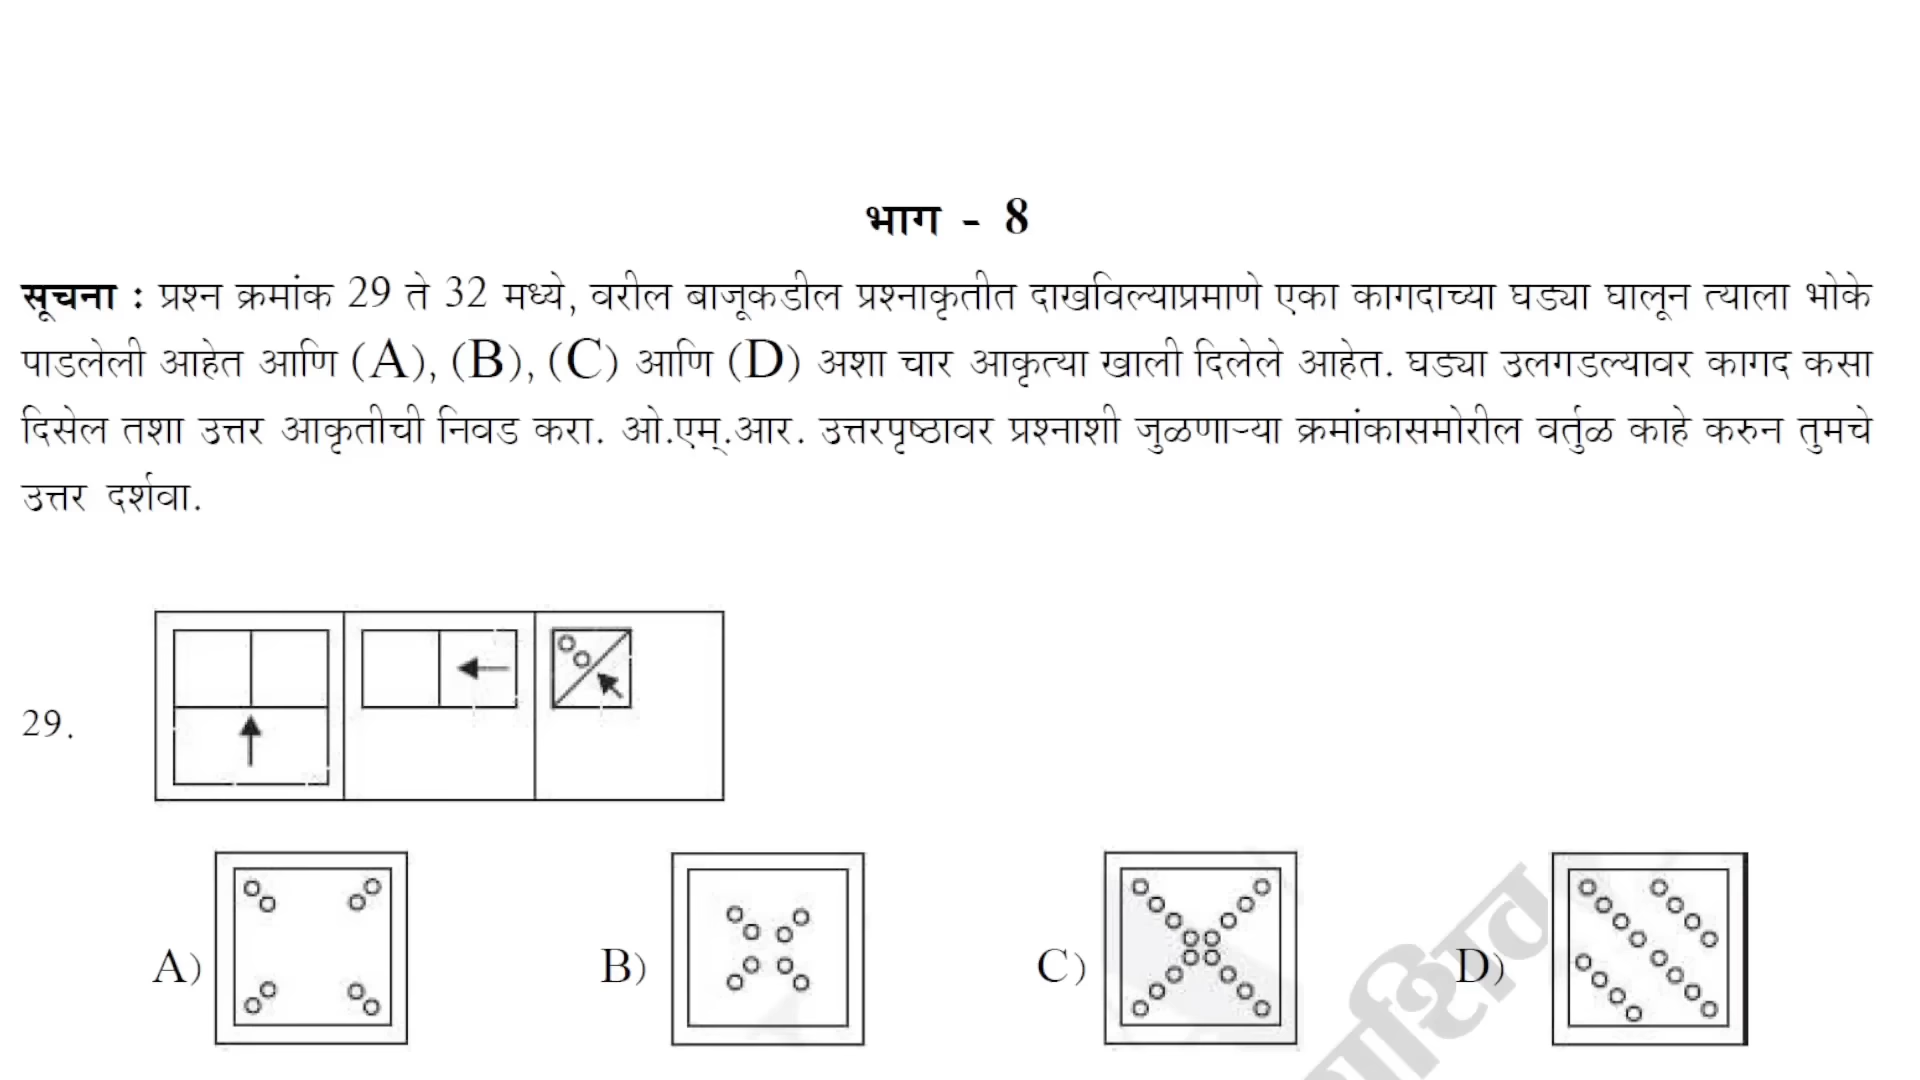 भाग - 8
सूचना : प्रश्न क्रमांक 29 ते 32 मध्ये, वरील बाजूकडील प्रश्नाकृतीत दाखविल्याप्रमाणे एका कागदाच्या घड्या घालून त्याला भोके
पाडलेली आहेत आणि (A), (B), (C) आणि (D) अशा चार आकृत्या खाली दिलेले आहेत. घड्या उलगडल्यावर कागद कसा
दिसेल तशा उत्तर आकृतीची निवड करा. ओ.एम्.आर. उत्तरपृष्ठावर प्रश्नाशी जुळणाऱ्या क्रमांकासमोरील वर्तुळ काहे करुन तुमचे
उत्तर दर्शवा.
29.
A) B) C) D)